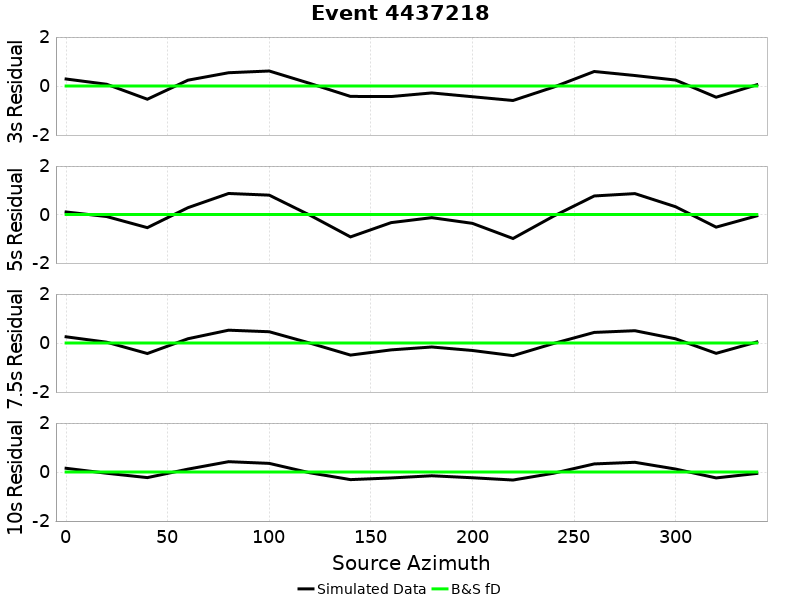 Event 4437218
3s Residual
2
0
-2
5s Residual
2
0
-2
7.5s Residual
2
0
-2
10s Residual
2
0
-2
0 50 100 150 200 250 300
Source Azimuth
Simulated Data B&S fD